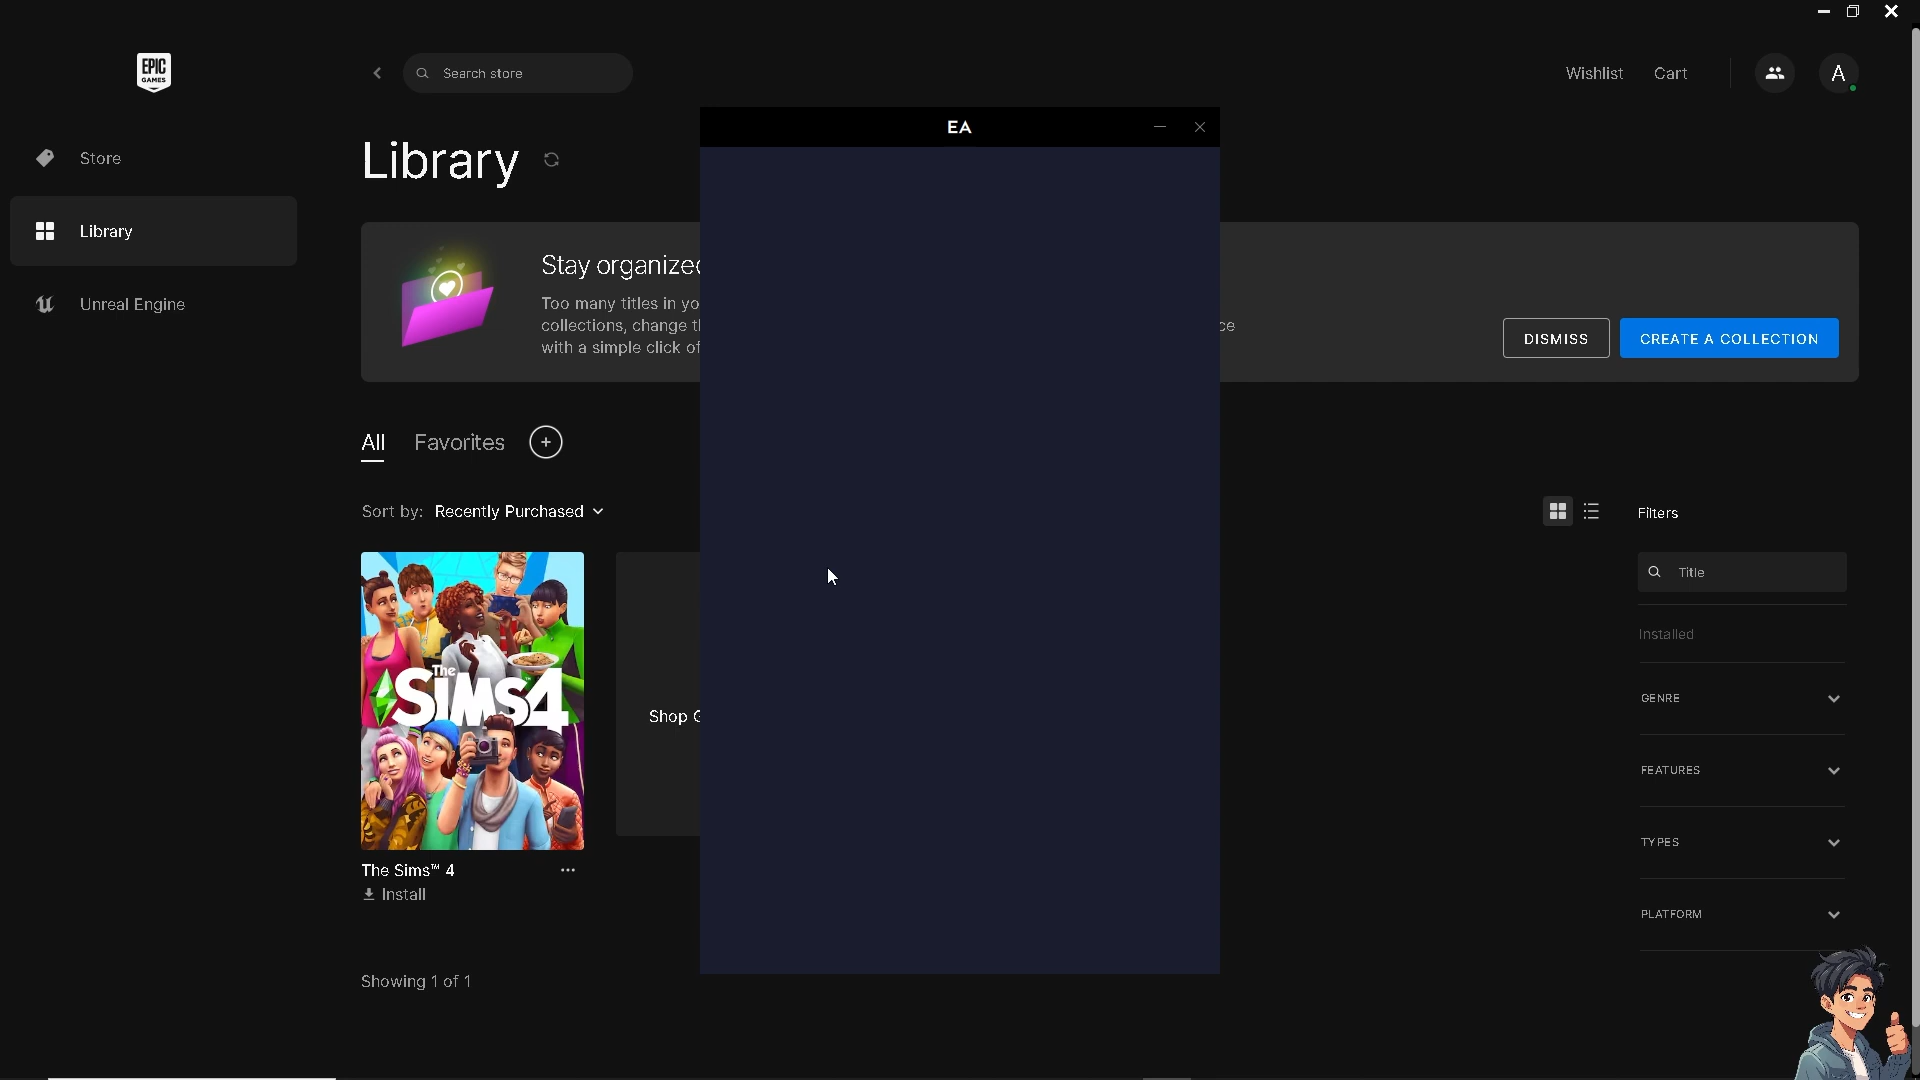 EPIC
GAMES
Search store
Wishlist
Cart
A
EA
Store
Library
Library
Unreal Engine
Stay organized
Too many titles in yo
collections, change t
ce
with a simple click of
DISMISS
CREATE A COLLECTION
All
Favorites
Sort by: Recently Purchased
Filters
Title
Installed
The
SIMS4
Shop G
GENRE
FEATURES
TYPES
PLATFORM
The Sims™ 4
Install
Showing 1 of 1